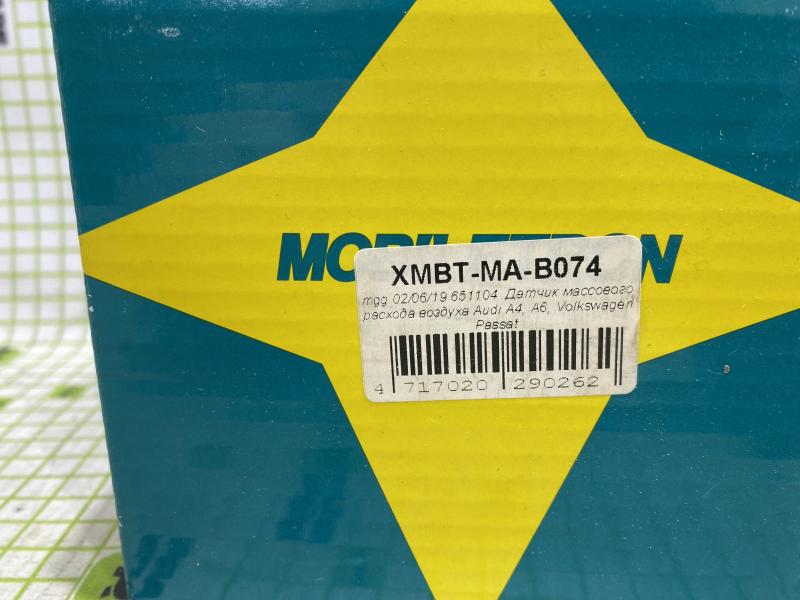 MOBILETRON
XMBT-MA-B074
mgg 02/06/19 651104 Датчик массового
расхода воздуха Audi A4, A6, Volkswagen
Passat
4 717020 290262